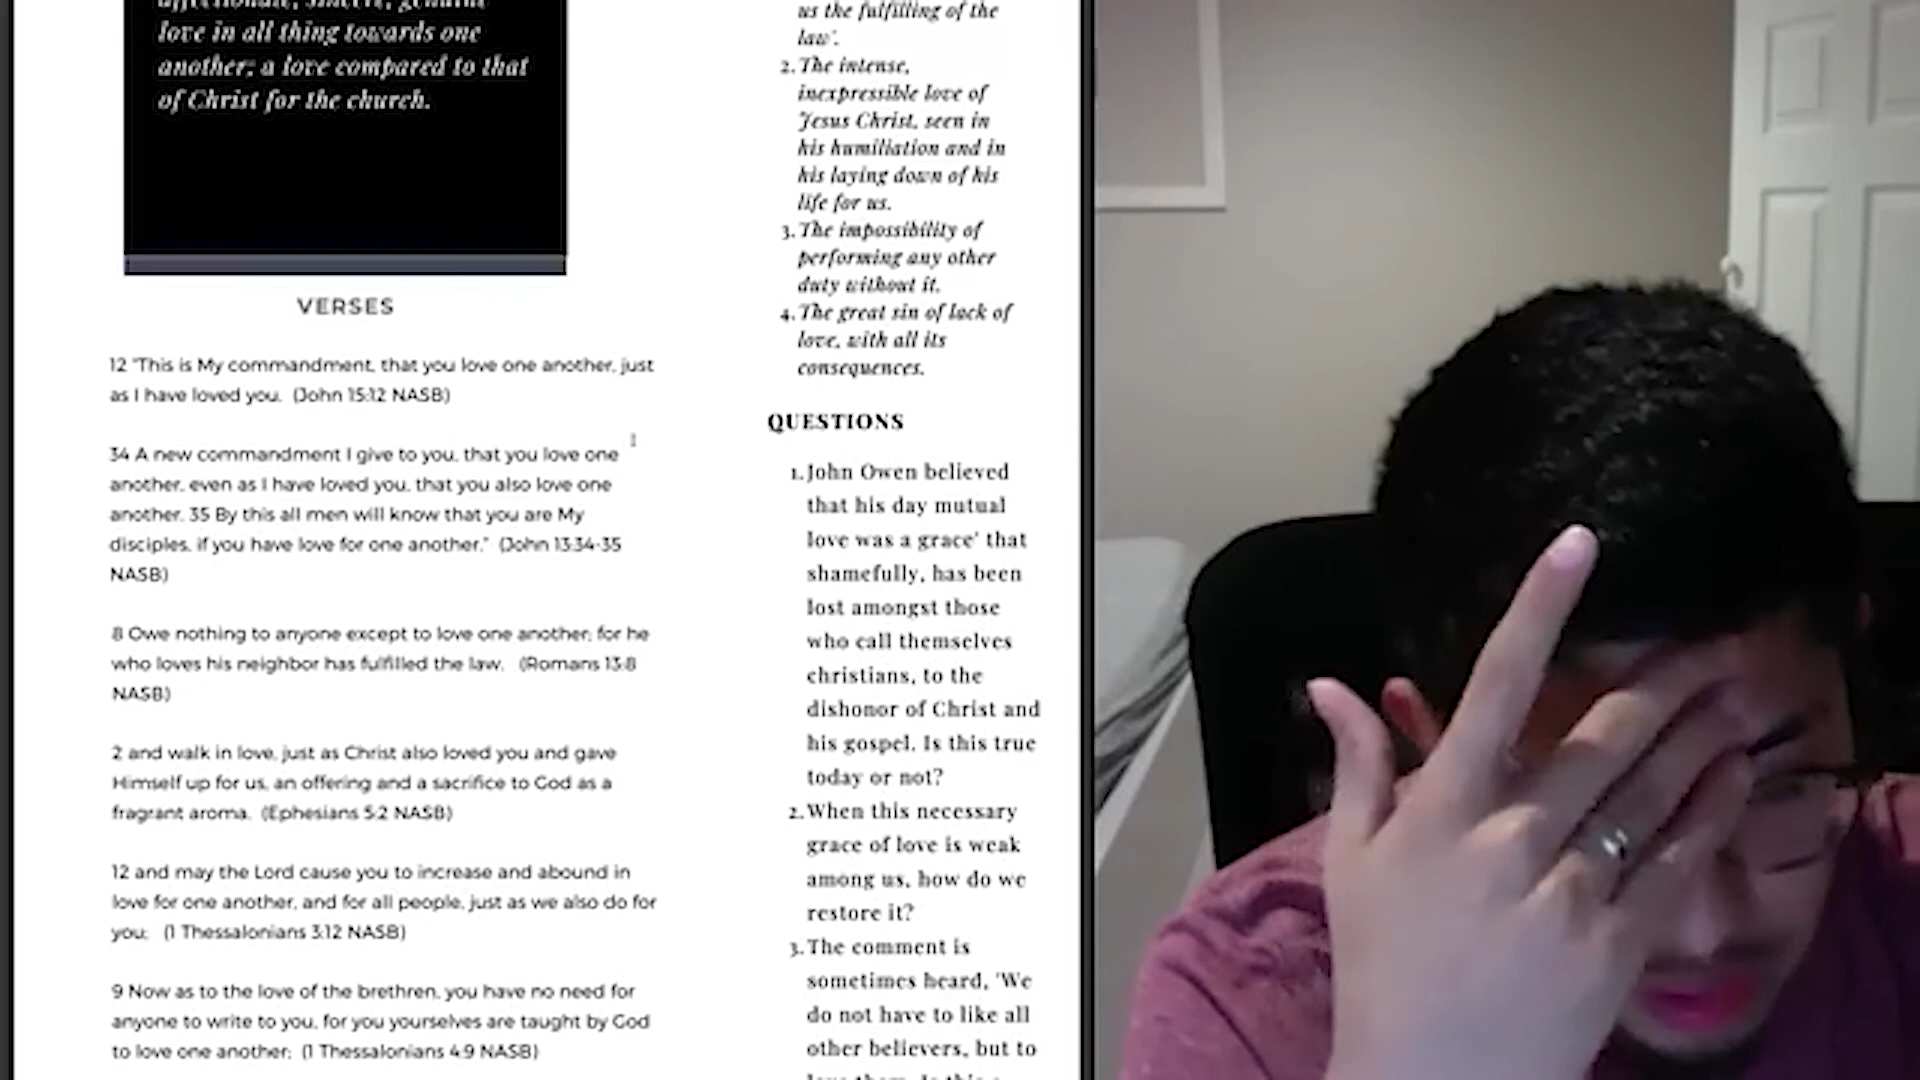 love in all thing towards one
another; a love compared to that
of Christ for the church.
VERSES
12 "This is My commandment, that you love one another, just
as I have loved you. (John 15:12 NASB)
34 A new commandment I give to you, that you love one
another, even as I have loved you, that you also love one
another. 35 By this all men will know that you are My
disciples, if you have love for one another." (John 13:34-35
NASB)
8 Owe nothing to anyone except to love one another; for he
who loves his neighbor has fulfilled the law. (Romans 13:8
NASB)
2 and walk in love, just as Christ also loved you and gave
Himself up for us, an offering and a sacrifice to God as a
fragrant aroma. (Ephesians 5:2 NASB)
12 and may the Lord cause you to increase and abound in
love for one another, and for all people, just as we also do for
you; (1 Thessalonians 3:12 NASB)
9 Now as to the love of the brethren, you have no need for
anyone to write to you, for you yourselves are taught by God
to love one another; (1 Thessalonians 4:9 NASB)
us the fulfilling of the
law'.
2. The intense,
inexpressible love of
Jesus Christ, seen in
his humiliation and in
his laying down of his
life for us.
3. The impossibility of
performing any other
duty without it.
4. The great sin of lack of
love, with all its
consequences.
QUESTIONS
1. John Owen believed
that his day mutual
love was a grace' that
shamefully, has been
lost amongst those
who call themselves
christians, to the
dishonor of Christ and
his gospel. Is this true
today or not?
2. When this necessary
grace of love is weak
among us, how do we
restore it?
3. The comment is
sometimes heard, 'We
do not have to like all
other believers, but to